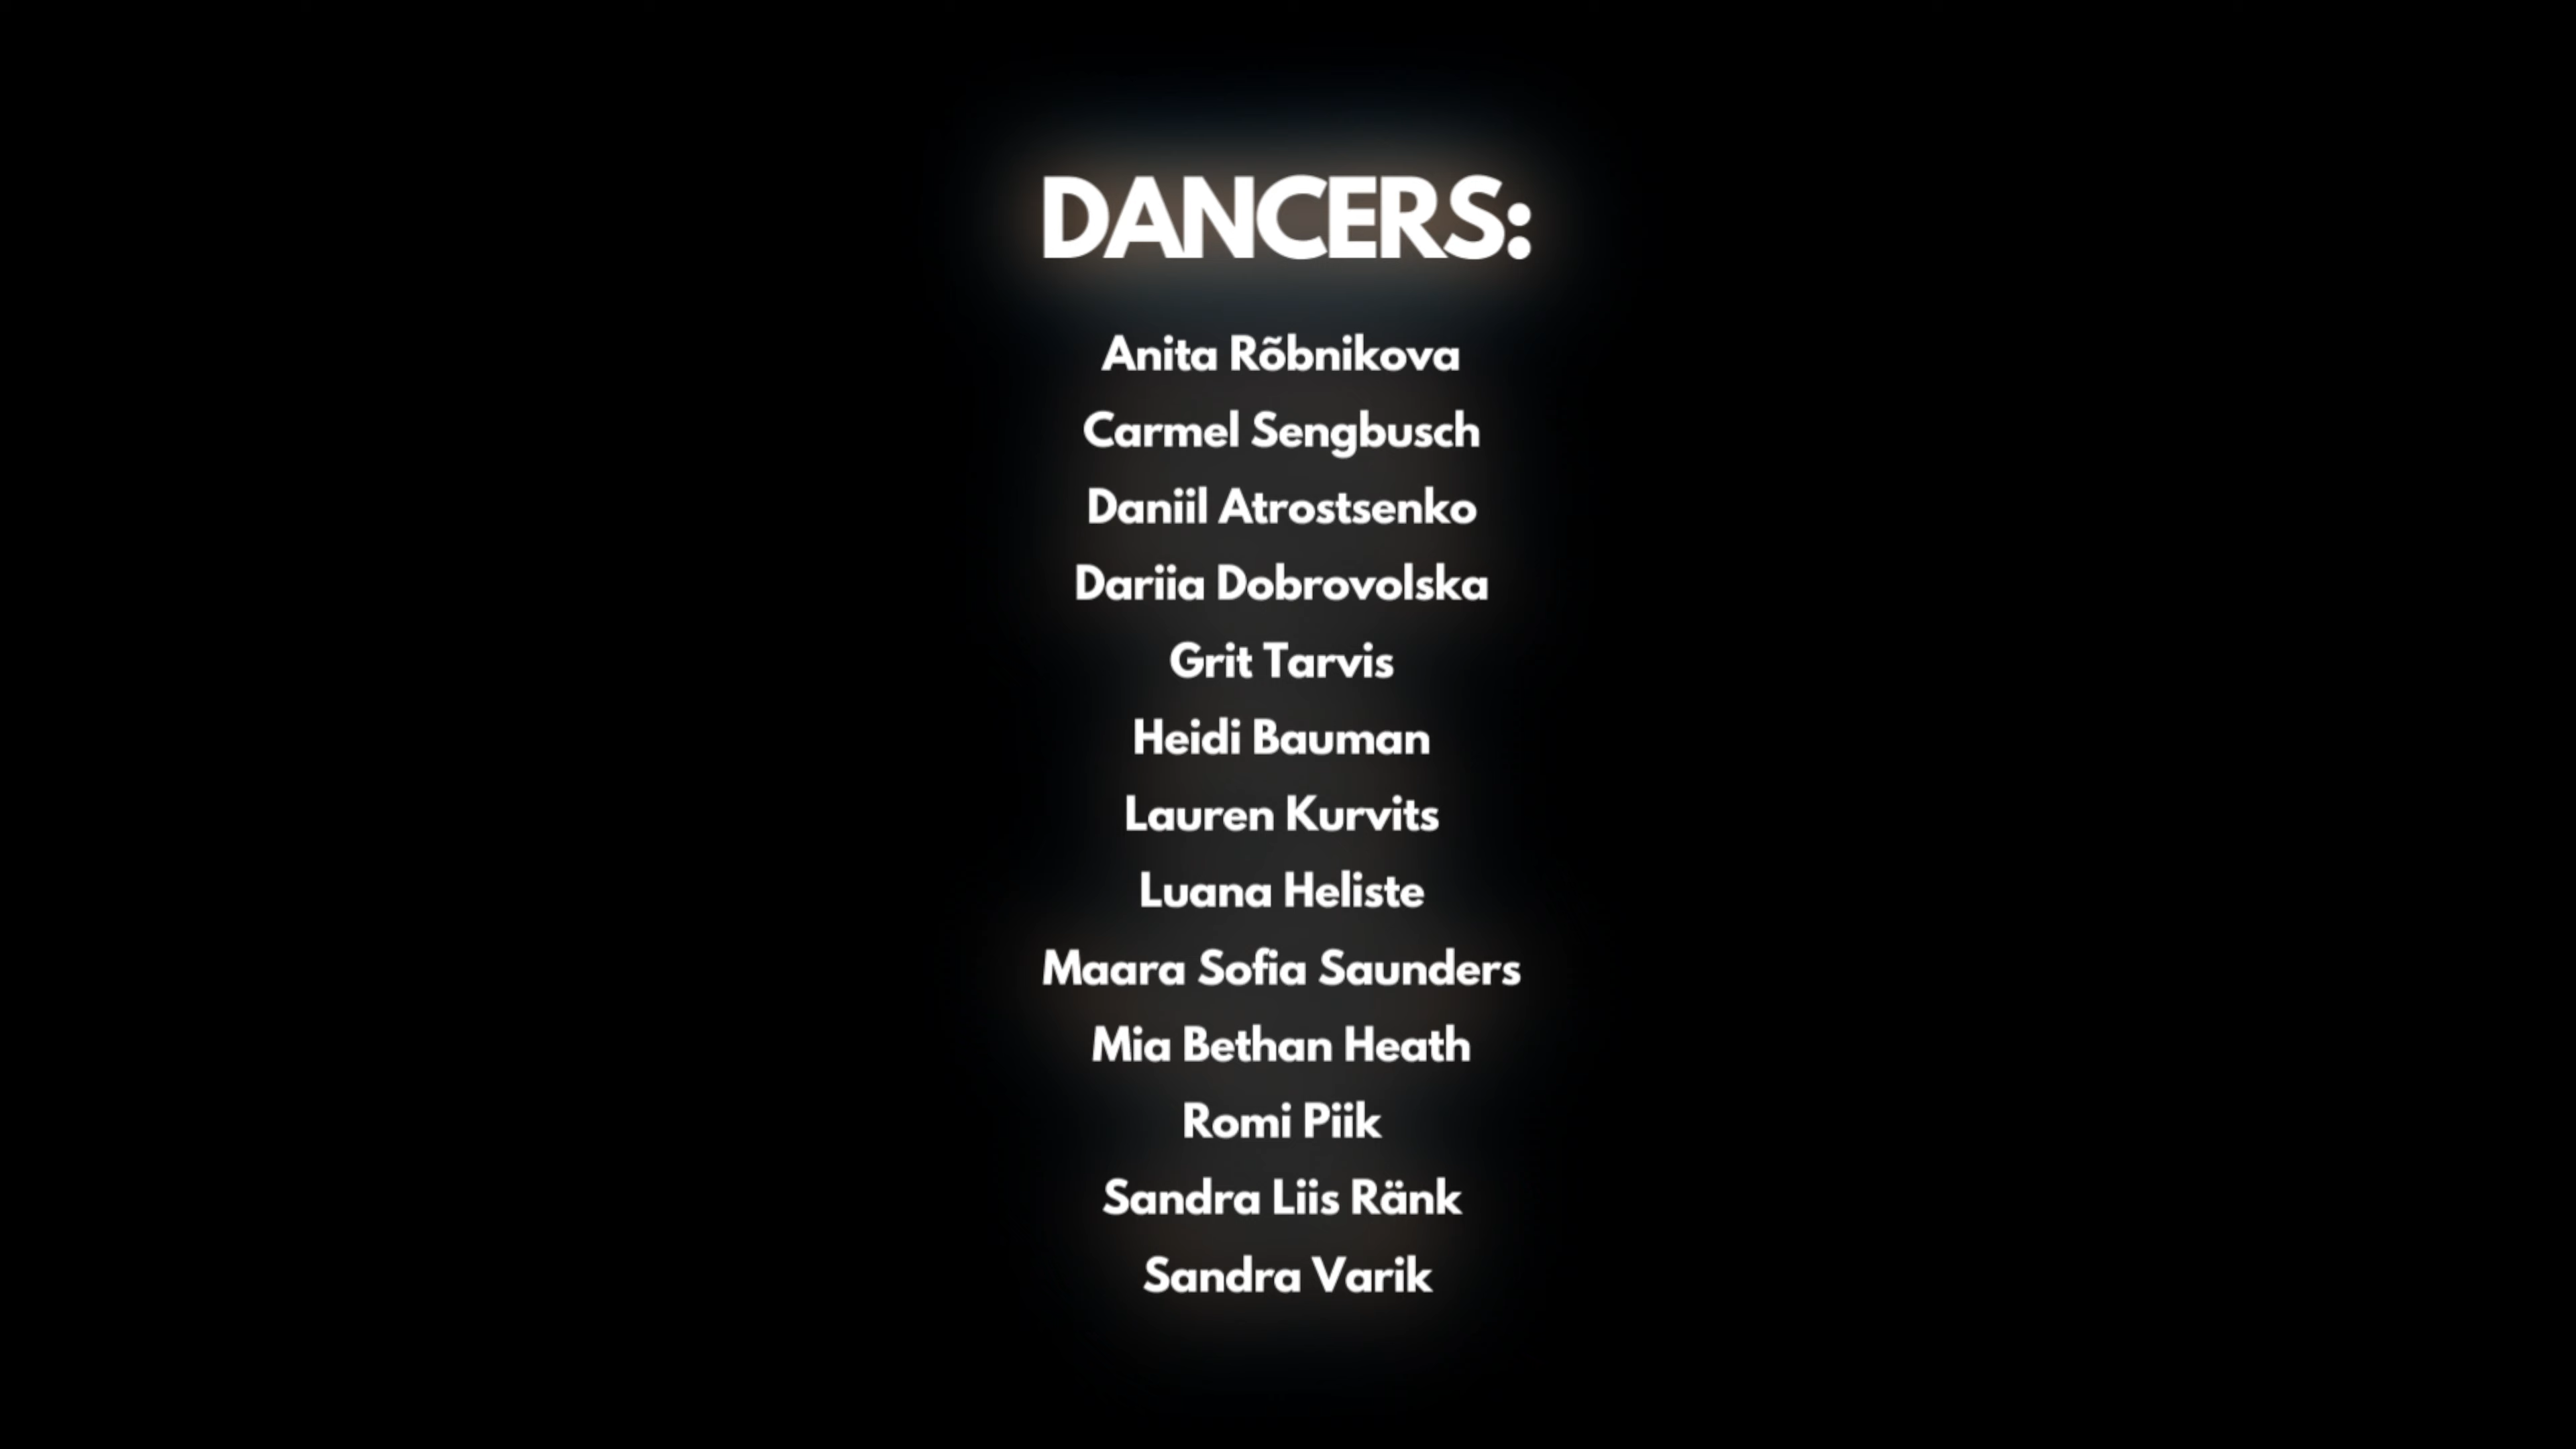 DANCERS:
Anita Rõbnikova
Carmel Sengbusch
Daniil Atrostsenko
Dariia Dobrovolska
Grit Tarvis
Heidi Bauman
Lauren Kurvits
Luana Heliste
Maara Sofia Saunders
Mia Bethan Heath
Romi Piik
Sandra Liis Ränk
Sandra Varik